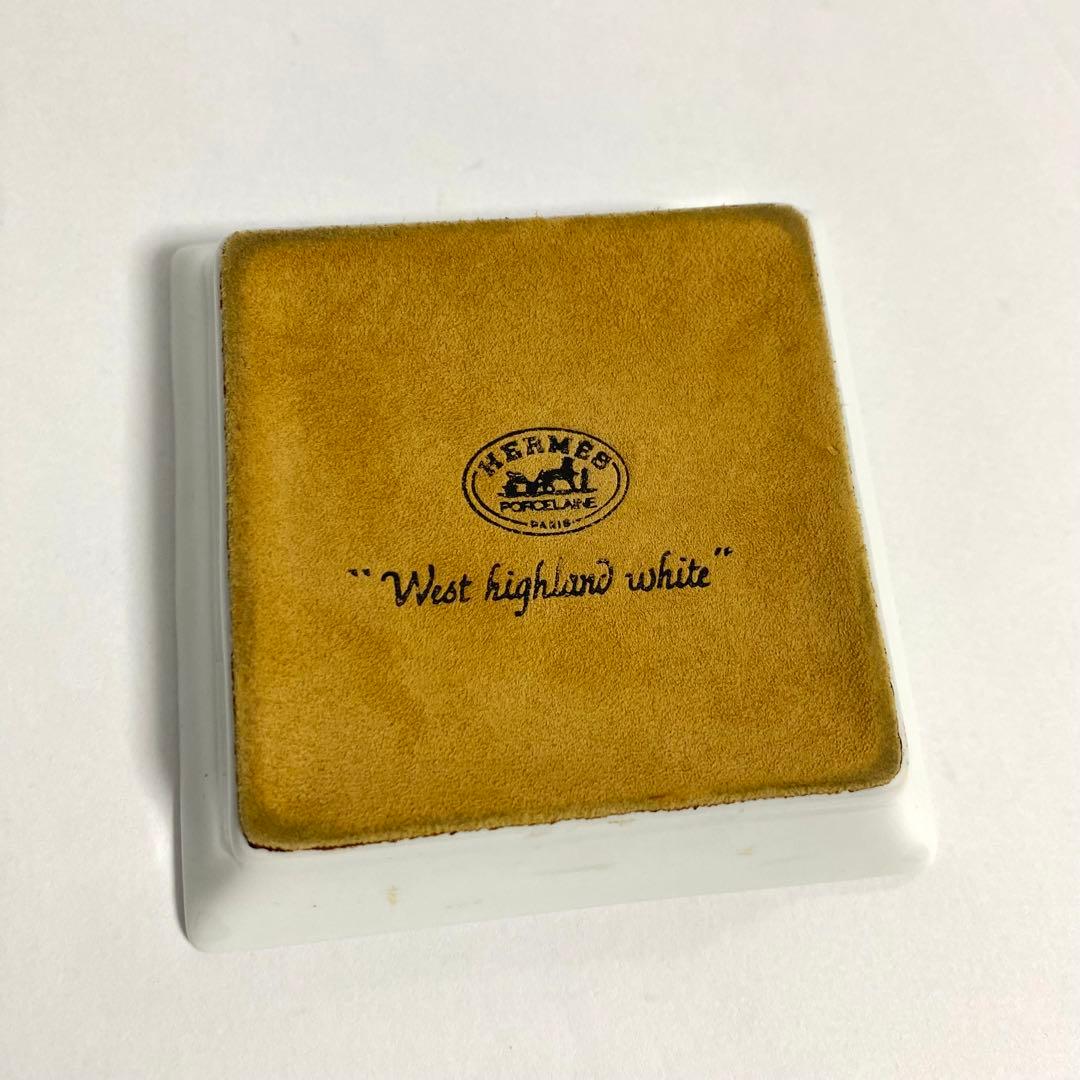 HERMES
PORCELAINE
PARIS
"West highland white"